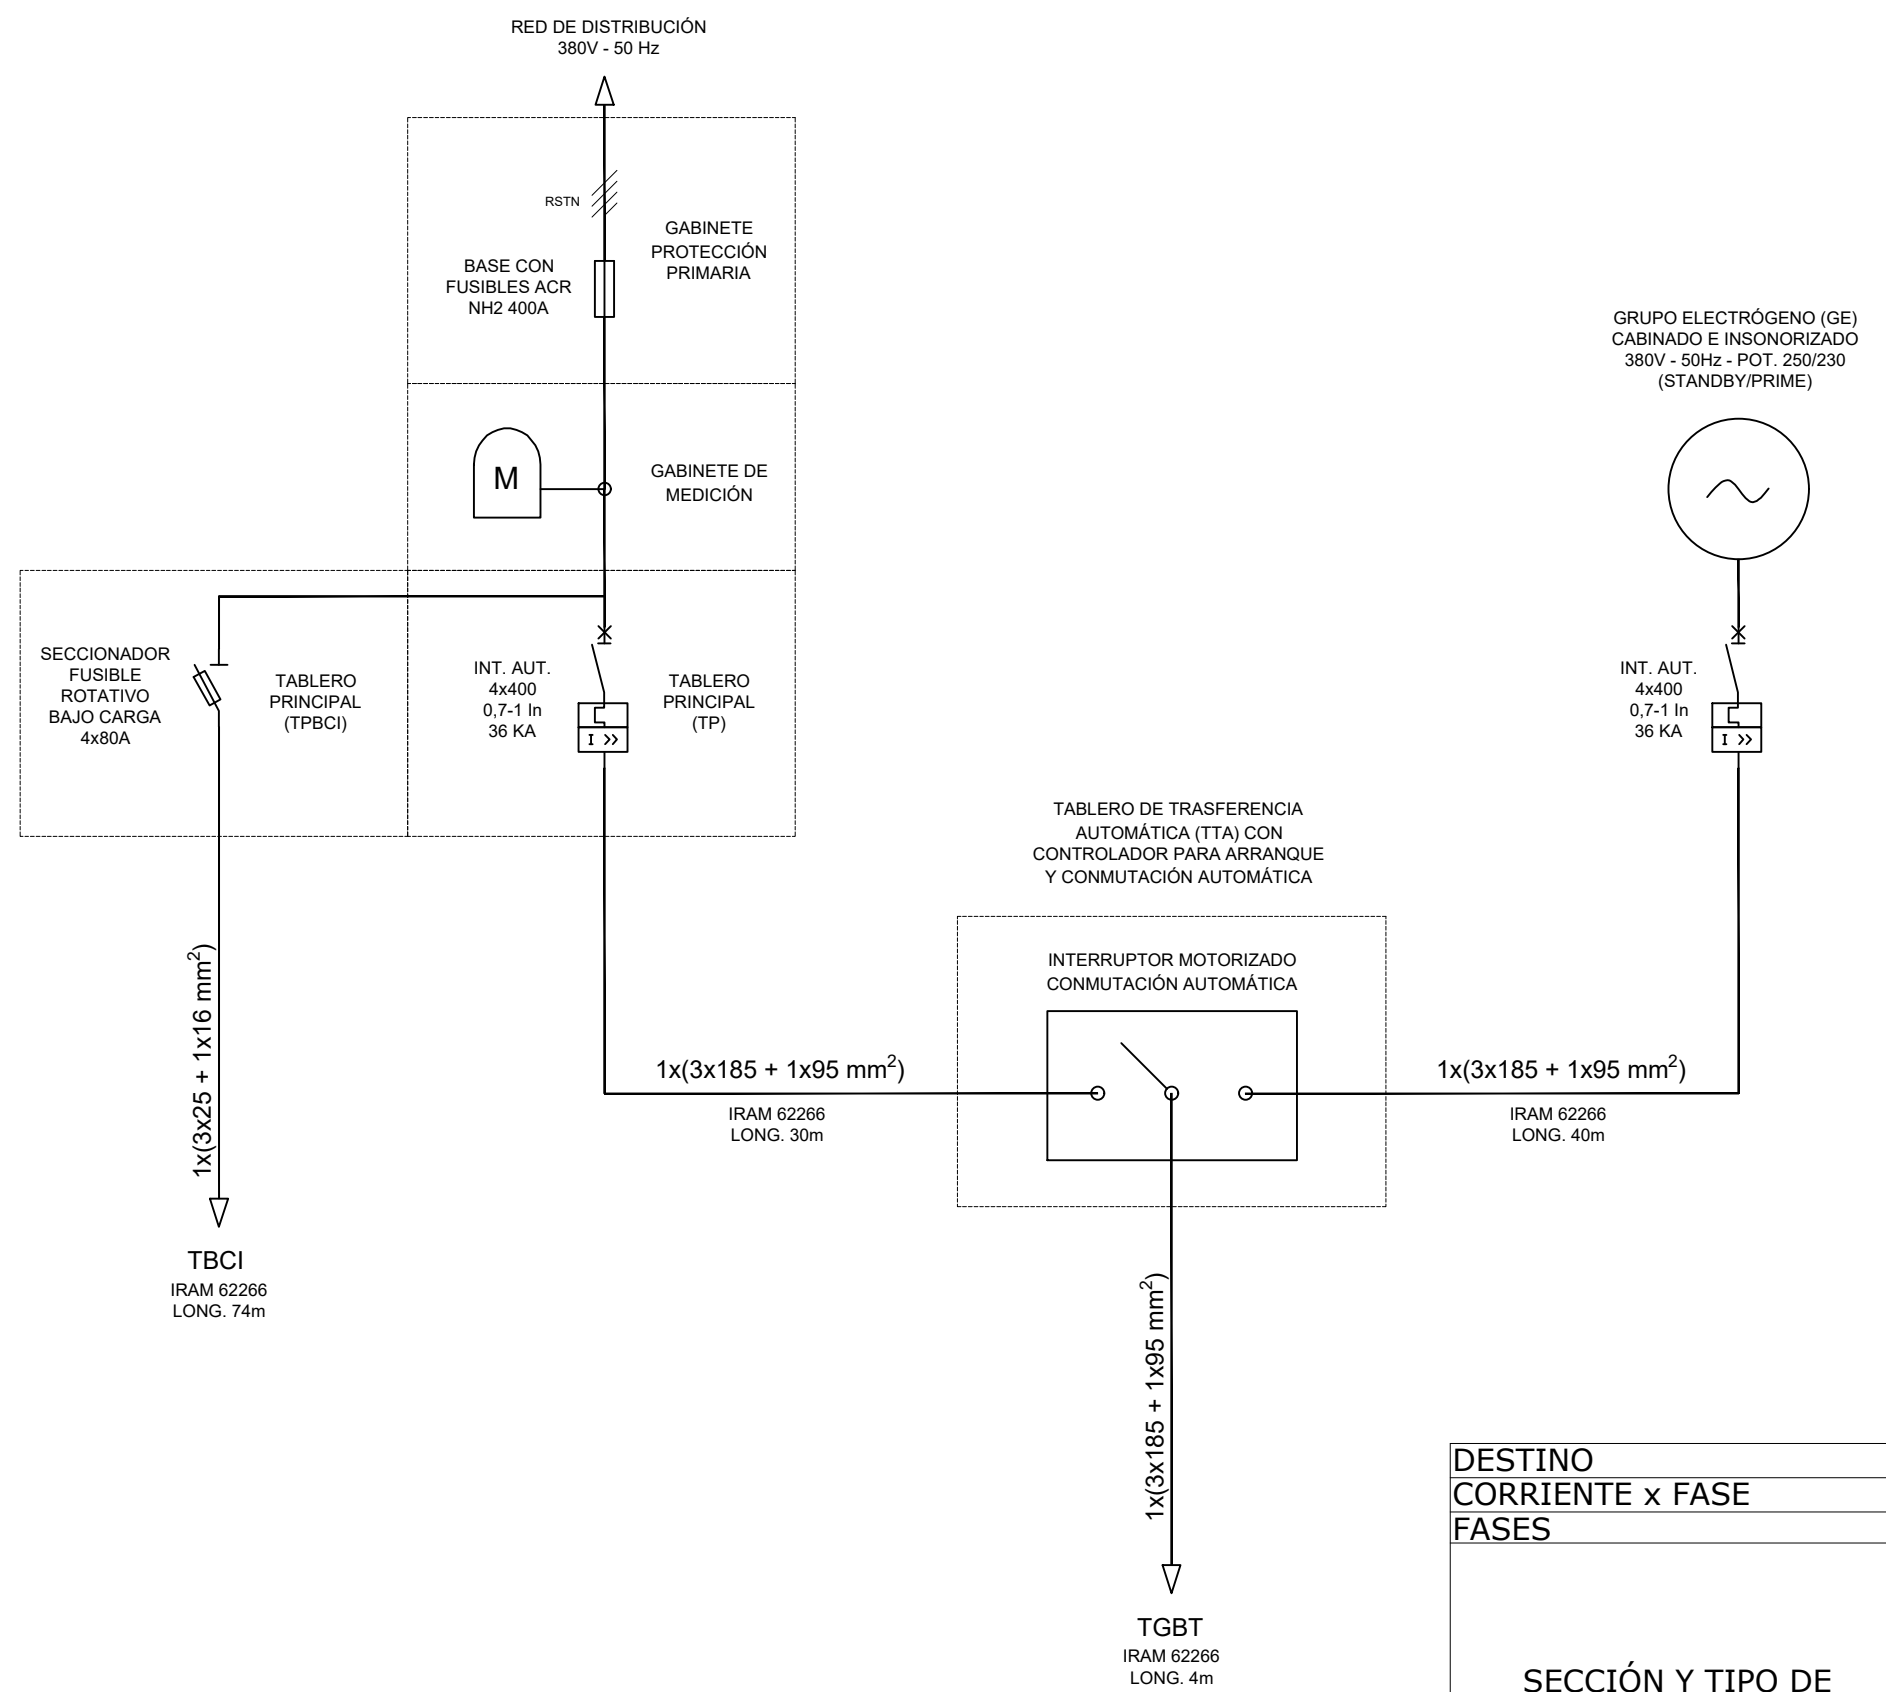 RED DE DISTRIBUCIÓN
380V - 50 Hz
RSTN
GABINETE
PROTECCIÓN
PRIMARIA
BASE CON
FUSIBLES ACR
NH2 400A
GRUPO ELECTRÓGENO (GE)
CABINADO E INSONORIZADO
380V - 50Hz - POT. 250/230
(STANDBY/PRIME)
M
GABINETE DE
MEDICIÓN
SECCIONADOR
FUSIBLE
ROTATIVO
BAJO CARGA
4x80A
TABLERO
PRINCIPAL
(TPBCI)
INT. AUT.
4x400
0,7-1 In
36 KA
I >>
TABLERO
PRINCIPAL
(TP)
INT. AUT.
4x400
0,7-1 In
36 KA
I >>
TABLERO DE TRASFERENCIA
AUTOMÁTICA (TTA) CON
CONTROLADOR PARA ARRANQUE
Y CONMUTACIÓN AUTOMÁTICA
INTERRUPTOR MOTORIZADO
CONMUTACIÓN AUTOMÁTICA
1x(3x25 + 1x16 mm²)
1x(3x185 + 1x95 mm²)
IRAM 62266
LONG. 30m
1x(3x185 + 1x95 mm²)
IRAM 62266
LONG. 40m
TBCI
IRAM 62266
LONG. 74m
1x(3x185 + 1x95 mm²)
TGBT
IRAM 62266
LONG. 4m
DESTINO
CORRIENTE x FASE
FASES
SECCIÓN Y TIPO DE